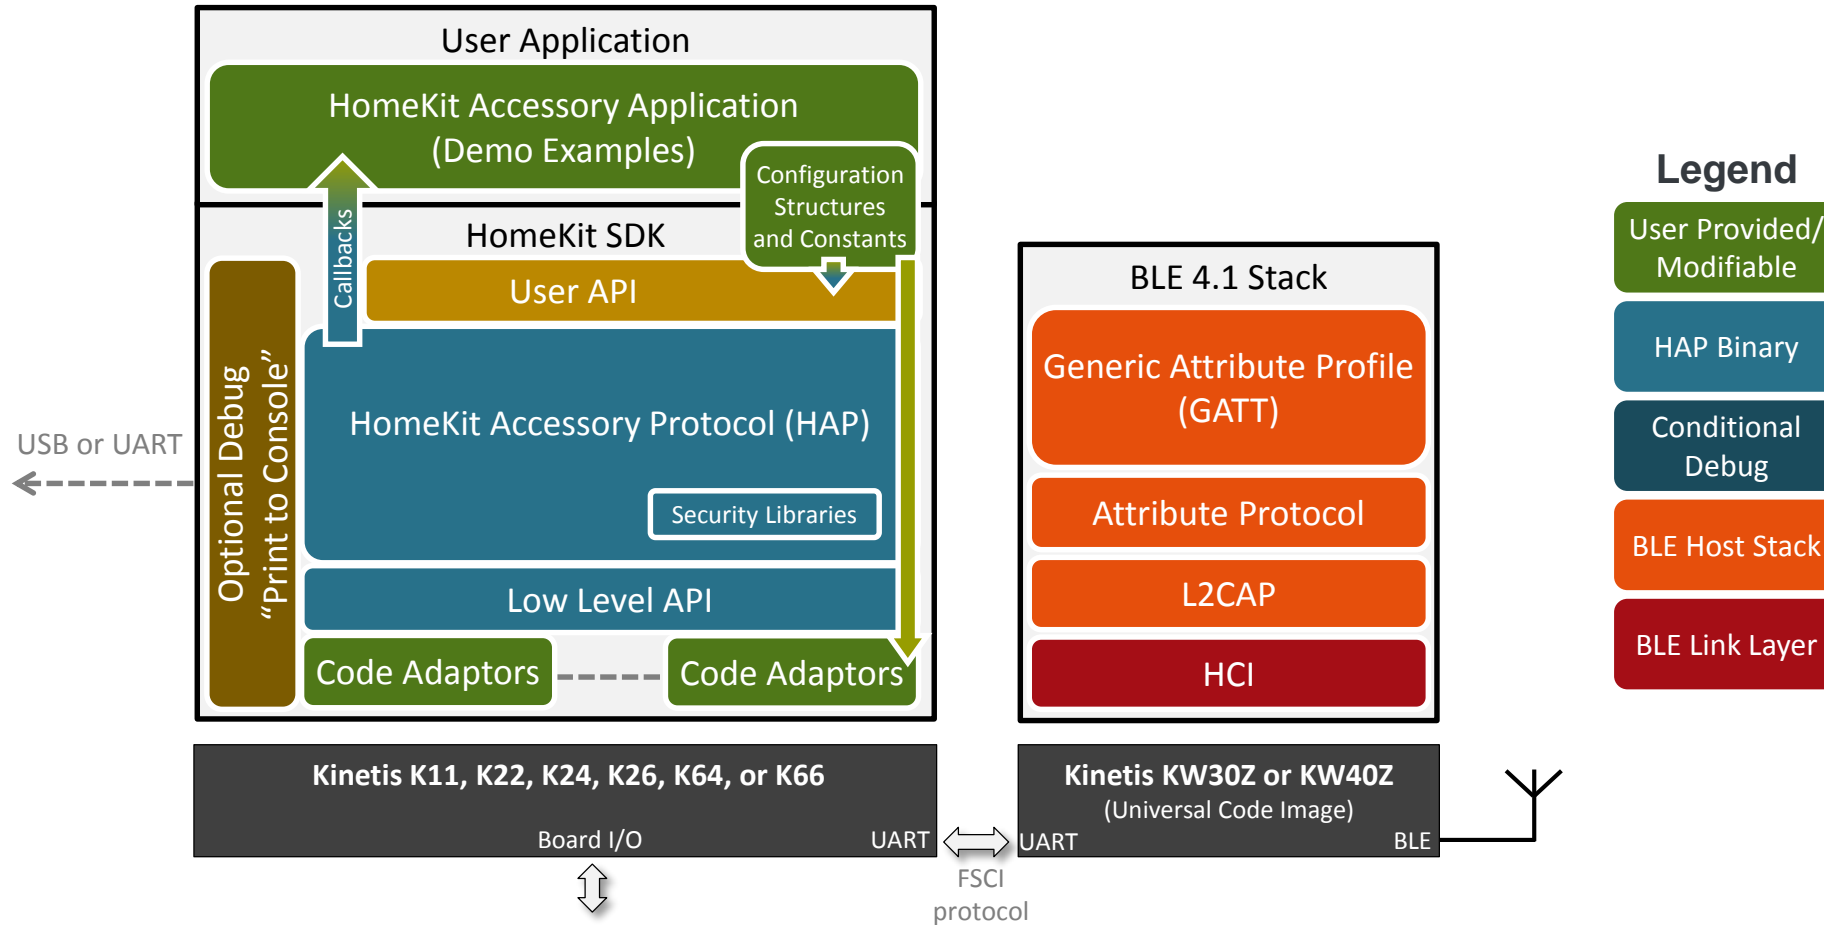 User Application
HomeKit Accessory Application
(Demo Examples)
Configuration
Structures
and Constants
Callbacks
HomeKit SDK
User API
Optional Debug
“Print to Console”
HomeKit Accessory Protocol (HAP)
Security Libraries
Low Level API
Code Adaptors
Code Adaptors
USB or UART
Kinetis K11, K22, K24, K26, K64, or K66
Board I/O
UART
FSCI
protocol
BLE 4.1 Stack
Generic Attribute Profile
(GATT)
Attribute Protocol
L2CAP
HCI
Kinetis KW30Z or KW40Z
(Universal Code Image)
UART
BLE
Legend
User Provided/
Modifiable
HAP Binary
Conditional
Debug
BLE Host Stack
BLE Link Layer